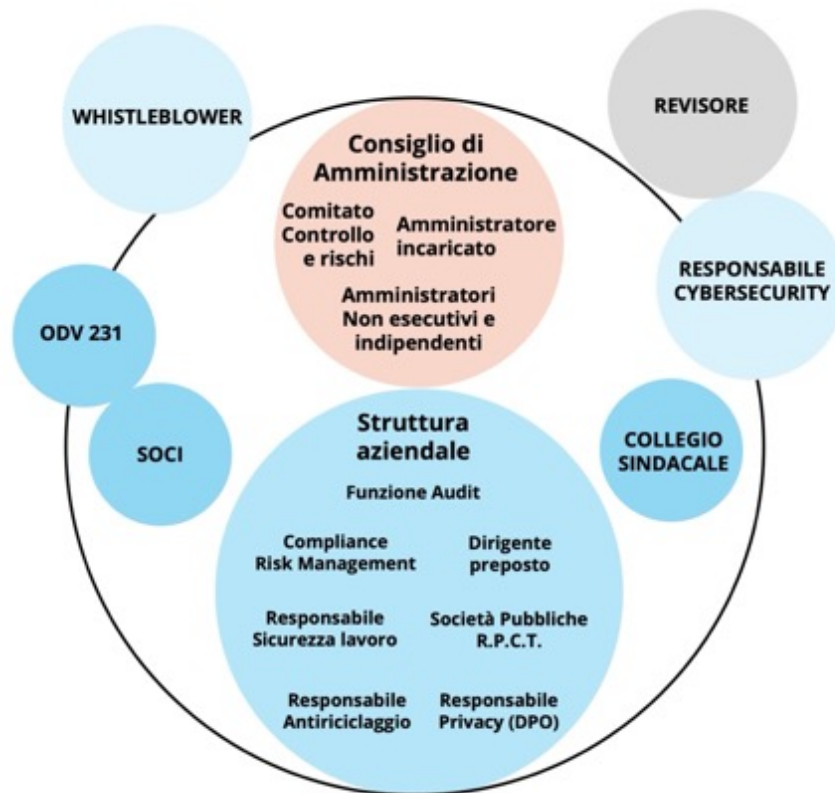 WHISTLEBLOWER
REVISORE
Consiglio di
Amministrazione
Comitato
Controllo
e rischi
Amministratore
incaricato
Amministratori
Non esecutivi e
indipendenti
RESPONSABILE
CYBERSECURITY
ODV 231
SOCI
COLLEGIO
SINDACALE
Struttura
aziendale
Funzione Audit
Compliance
Risk Management
Dirigente
preposto
Responsabile
Sicurezza lavoro
Società Pubbliche
R.P.C.T.
Responsabile
Antiriciclaggio
Responsabile
Privacy (DPO)